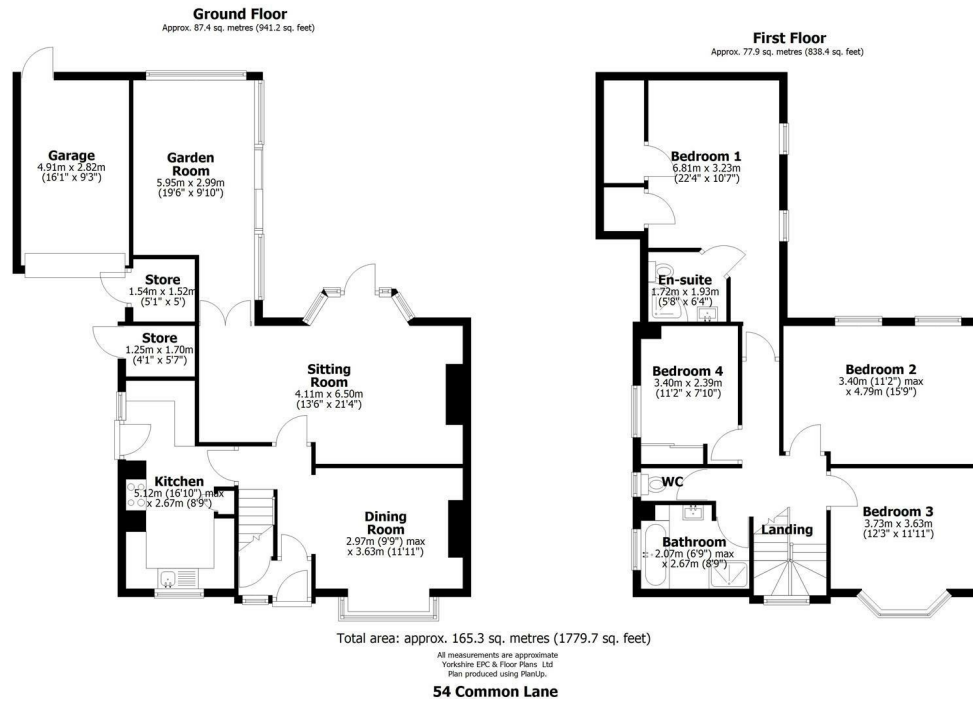 Ground Floor
Approx. 87.4 sq. metres (941.2 sq. feet)
Garage
4.91m x 2.82m
(16'1" x 9'3")
Garden
Room
5.95m x 2.99m
(19'6" x 9'10")
Store
1.54m x 1.52m
(5'1" x 5')
Store
1.25m x 1.70m
(4'1" x 5'7")
Sitting
Room
4.11m x 6.50m
(13'6" x 21'4")
Kitchen
5.12m (16'10") max
x 2.67m (8'9")
Dining
Room
2.97m (9'9") max
x 3.63m (11'11")
First Floor
Approx. 77.9 sq. metres (838.4 sq. feet)
Bedroom 1
6.81m x 3.23m
(22'4" x 10'7")
En-suite
1.72m x 1.93m
(5'8" x 6'4")
Bedroom 4
3.40m x 2.39m
(11'2" x 7'10")
Bedroom 2
3.40m (11'2") max
x 4.79m (15'9")
WC
Bedroom 3
3.73m x 3.63m
(12'3" x 11'11")
Landing
Bathroom
2.07m (6'9") max
x 2.67m (8'9")
Total area: approx. 165.3 sq. metres (1779.7 sq. feet)
All measurements are approximate
Yorkshire EPC & Floor Plans Ltd
Plan produced using PlanUp.
54 Common Lane